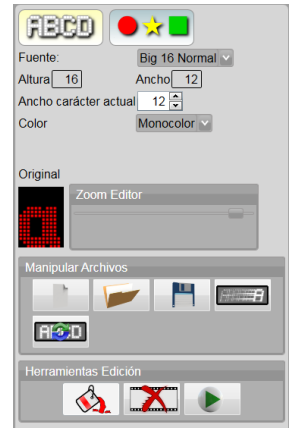 ABCD
Fuente: Big 16 Normal
Altura 16 Ancho 12
Ancho carácter actual 12
Color Monocolor
Original
a
Zoom Editor
Manipular Archivos
A
Herramientas Edición